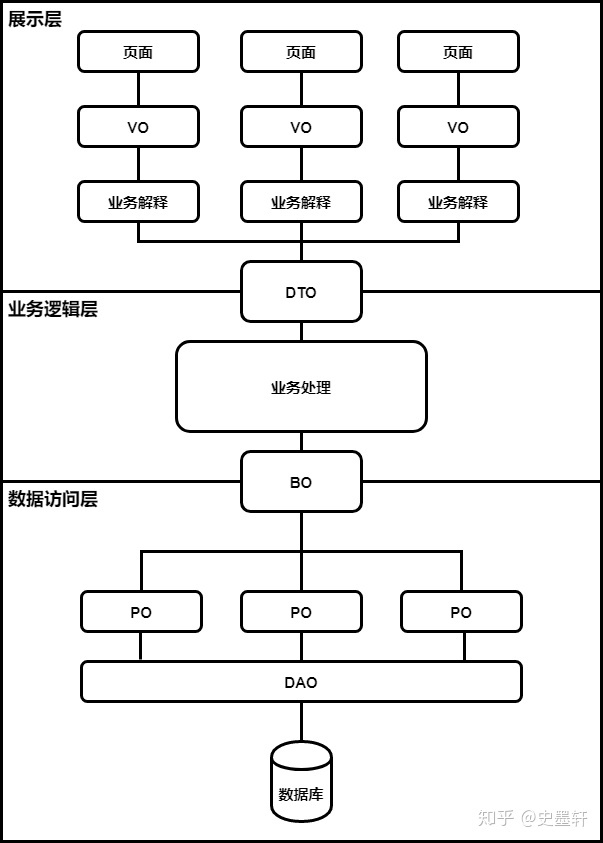 展示层
页面
页面
页面
VO
VO
VO
业务解释
业务解释
业务解释
DTO
业务逻辑层
业务处理
BO
数据访问层
PO
PO
PO
DAO
数据库
知乎 @史墨轩